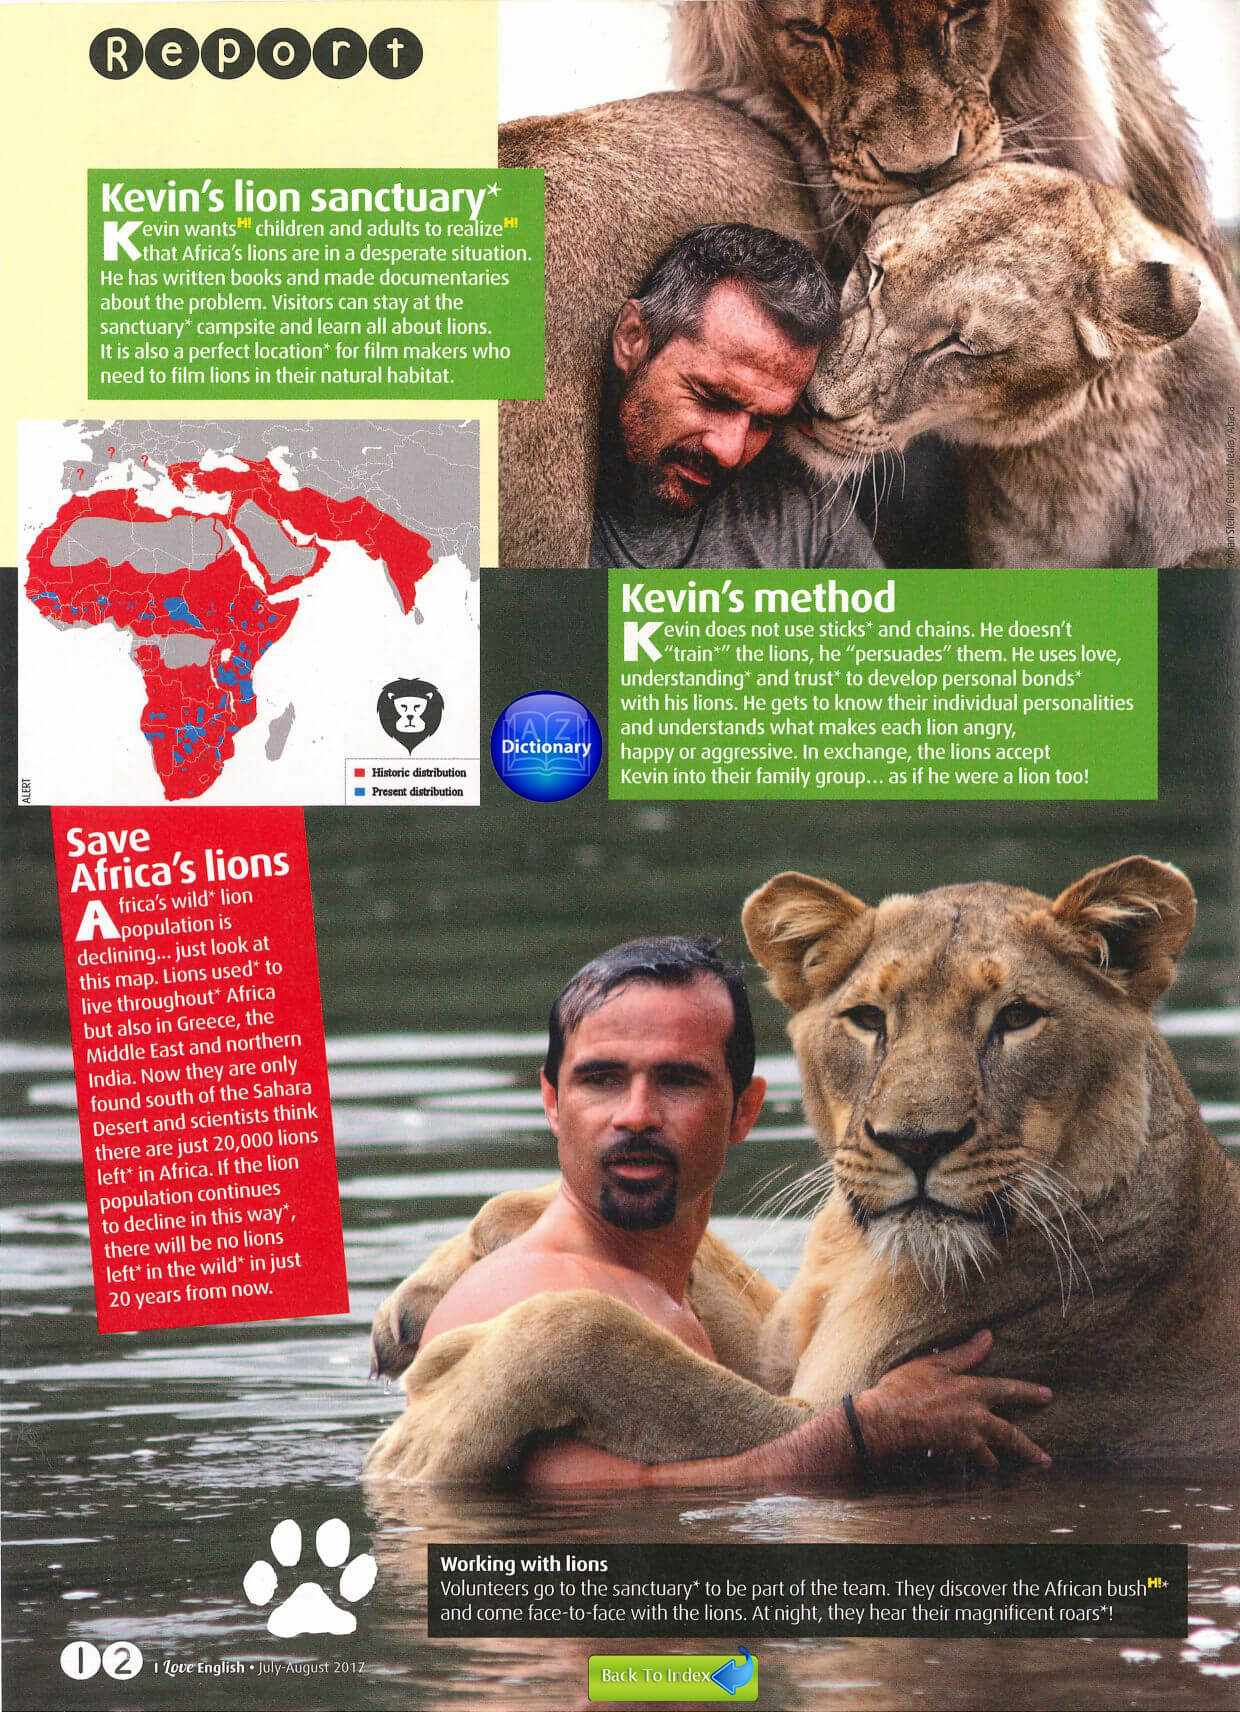 Report
Kevin's lion sanctuary*
Kevin wantsH! children and adults to realizeH!
that Africa's lions are in a desperate situation.
He has written books and made documentaries
about the problem. Visitors can stay at the
sanctuary* campsite and learn all about lions.
It is also a perfect location* for film makers who
need to film lions in their natural habitat.
Adrian Steirn/Barcroft Media/Abaca
?
?
?
Historic distribution
Present distribution
ALERT
A Z
Dictionary
Kevin's method
Kevin does not use sticks* and chains. He doesn't
"train*" the lions, he "persuades" them. He uses love,
understanding* and trust* to develop personal bonds*
with his lions. He gets to know their individual personalities
and understands what makes each lion angry,
happy or aggressive. In exchange, the lions accept
Kevin into their family group... as if he were a lion too!
Save
Africa's lions
Africa's wild* lion
population is
declining... just look at
this map. Lions used* to
live throughout* Africa
but also in Greece, the
Middle East and northern
India. Now they are only
found south of the Sahara
Desert and scientists think
there are just 20,000 lions
left* in Africa. If the lion
population continues
to decline in this way*,
there will be no lions
left* in the wild* in just
20 years from now.
Working with lions
Volunteers go to the sanctuary* to be part of the team. They discover the African bushH!*
and come face-to-face with the lions. At night, they hear their magnificent roars*!
12 I Love English • July-August 2017
Back To Index